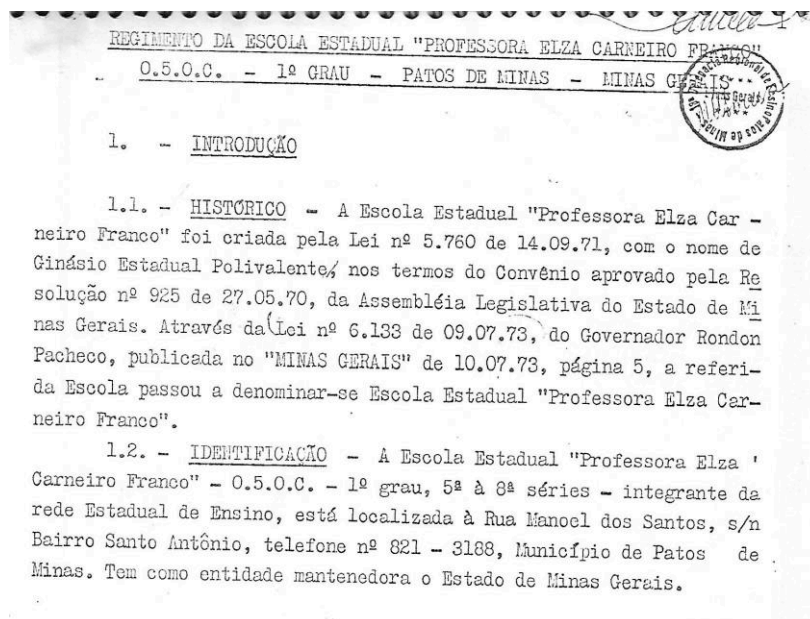 REGIMENTO DA ESCOLA ESTADUAL "PROFESSORA ELZA CARNEIRO FRANCO"
O.5.O.C. - 1º GRAU - PATOS DE MINAS - MINAS GERAIS
1. - INTRODUÇÃO
1.1. - HISTÓRICO - A Escola Estadual "Professora Elza Car -
neiro Franco" foi criada pela Lei nº 5.760 de 14.09.71, com o nome de
Ginásio Estadual Polivalente, nos termos do Convênio aprovado pela Re
solução nº 925 de 27.05.70, da Assembléia Legislativa do Estado de Mi
nas Gerais. Através da Lei nº 6.133 de 09.07.73, do Governador Rondon
Pacheco, publicada no "MINAS GERAIS" de 10.07.73, página 5, a referi-
da Escola passou a denominar-se Escola Estadual "Professora Elza Car-
neiro Franco".
1.2. - IDENTIFICAÇÃO - A Escola Estadual "Professora Elza '
Carneiro Franco" - O.5.O.C. - 1º grau, 5ª à 8ª séries - integrante da
rede Estadual de Ensino, está localizada à Rua Manoel dos Santos, s/n
Bairro Santo Antônio, telefone nº 821 - 3188, Município de Patos de
Minas. Tem como entidade mantenedora o Estado de Minas Gerais.